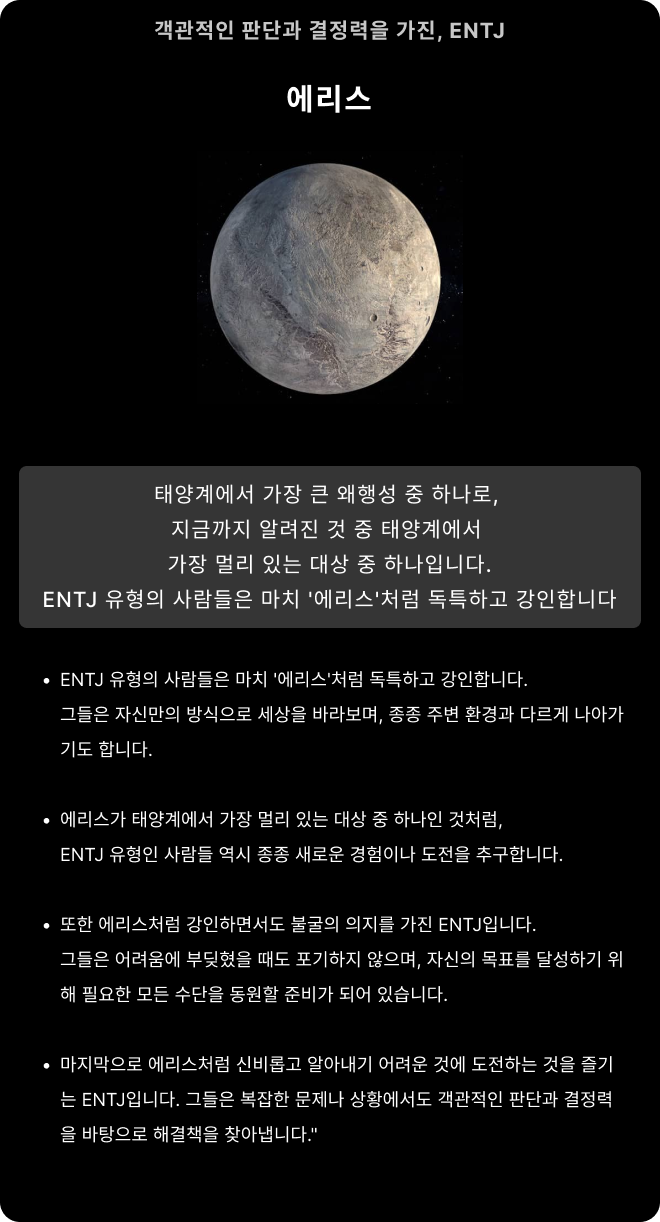 객관적인 판단과 결정력을 가진, ENTJ
에리스
태양계에서 가장 큰 왜행성 중 하나로,
지금까지 알려진 것 중 태양계에서
가장 멀리 있는 대상 중 하나입니다.
ENTJ 유형의 사람들은 마치 '에리스'처럼 독특하고 강인합니다
• ENTJ 유형의 사람들은 마치 '에리스'처럼 독특하고 강인합니다.
그들은 자신만의 방식으로 세상을 바라보며, 종종 주변 환경과 다르게 나아가
기도 합니다.
• 에리스가 태양계에서 가장 멀리 있는 대상 중 하나인 것처럼,
ENTJ 유형인 사람들 역시 종종 새로운 경험이나 도전을 추구합니다.
• 또한 에리스처럼 강인하면서도 불굴의 의지를 가진 ENTJ입니다.
그들은 어려움에 부딪혔을 때도 포기하지 않으며, 자신의 목표를 달성하기 위
해 필요한 모든 수단을 동원할 준비가 되어 있습니다.
• 마지막으로 에리스처럼 신비롭고 알아내기 어려운 것에 도전하는 것을 즐기
는 ENTJ입니다. 그들은 복잡한 문제나 상황에서도 객관적인 판단과 결정력
을 바탕으로 해결책을 찾아냅니다."